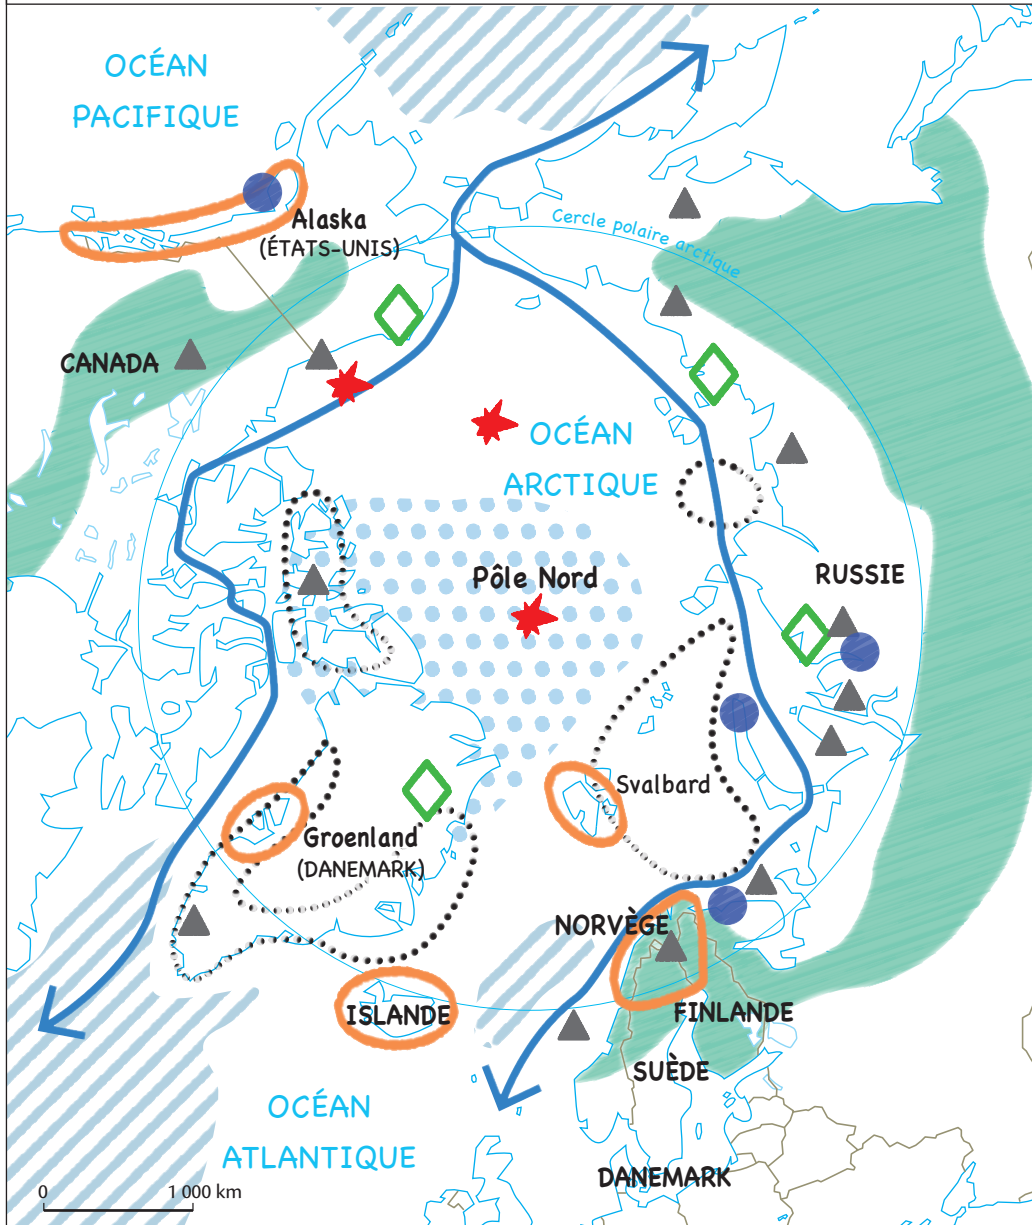 OCÉAN
PACIFIQUE
Alaska
(ÉTATS-UNIS)
Cercle polaire arctique
CANADA
OCÉAN
ARCTIQUE
Pôle Nord
RUSSIE
Svalbard
Groenland
(DANEMARK)
NORVÈGE
ISLANDE
FINLANDE
SUÈDE
OCÉAN
ATLANTIQUE
DANEMARK
0 1 000 km